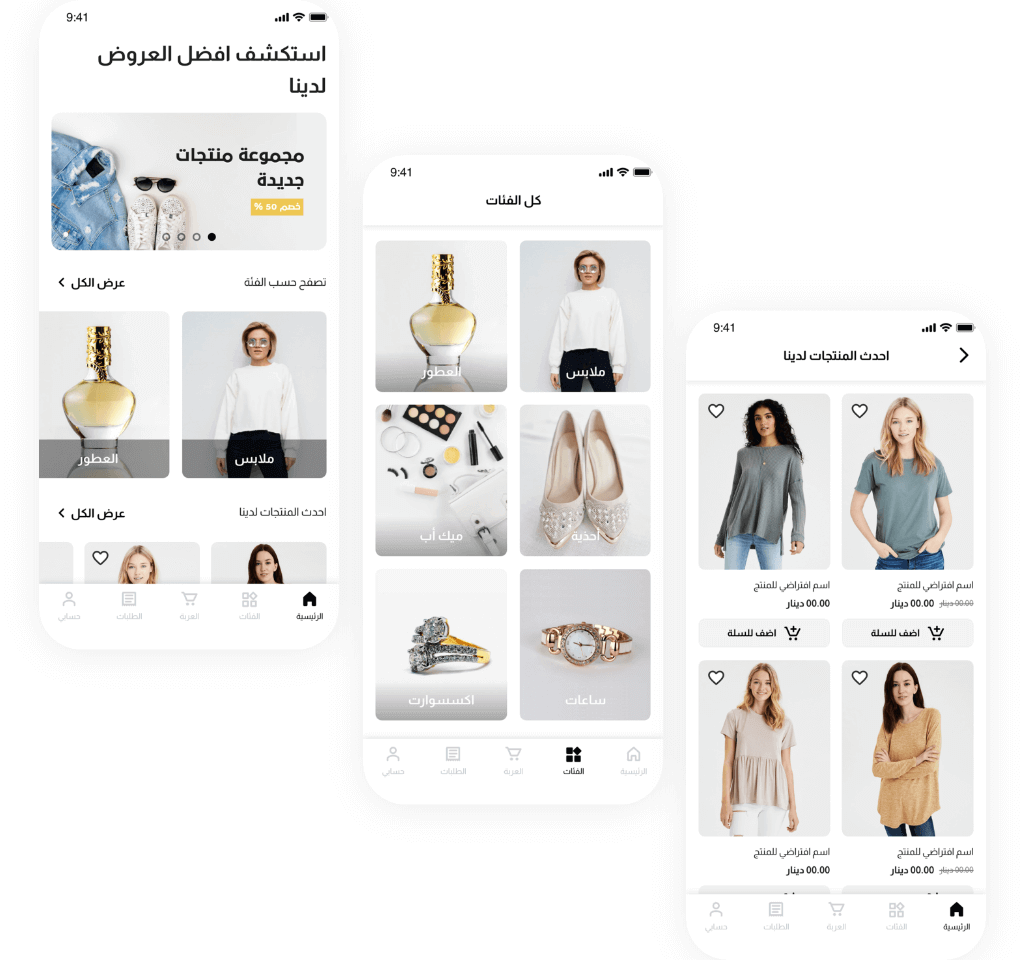 9:41
استكشف افضل العروض
لدينا
مجموعة منتجات
جديدة
خصم 50 %
تصفح حسب الفئة
عرض الكل
ملابس
العطور
احدث المنتجات لدينا
عرض الكل
الرئيسية
الفئات
العربة
الطلبات
حسابي
9:41
كل الفئات
ملابس
العطور
أحذية
ميك أب
ساعات
اكسسوارت
الرئيسية
الفئات
العربة
الطلبات
حسابي
9:41
احدث المنتجات لدينا
اسم افتراضي للمنتج
00.00 دينار
00.00 دينار
اضف للسلة
اسم افتراضي للمنتج
00.00 دينار
اضف للسلة
اسم افتراضي للمنتج
00.00 دينار
00.00 دينار
اسم افتراضي للمنتج
00.00 دينار
الرئيسية
الفئات
العربة
الطلبات
حسابي